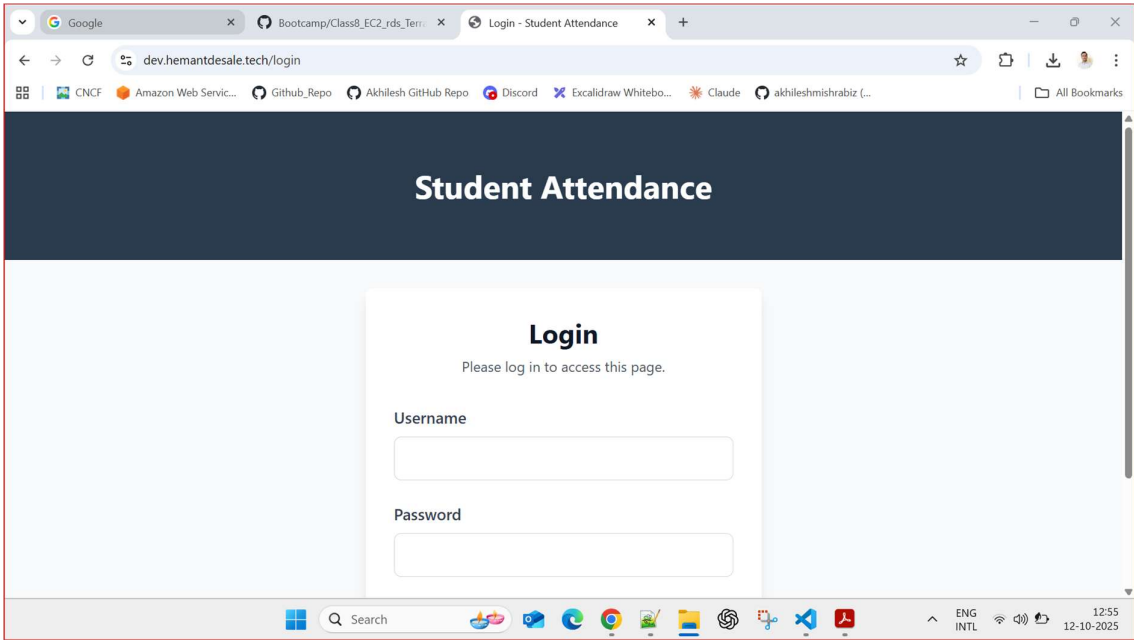 Google
Bootcamp/Class8_EC2_rds_Terra
Login - Student Attendance
dev.hemantdesale.tech/login
CNCF
Amazon Web Servic...
Github_Repo
Akhilesh GitHub Repo
Discord
Excalidraw Whitebo...
Claude
akhileshmishrabiz (...
All Bookmarks
Student Attendance
Login
Please log in to access this page.
Username
Password
Search
ENG
INTL
12:55
12-10-2025